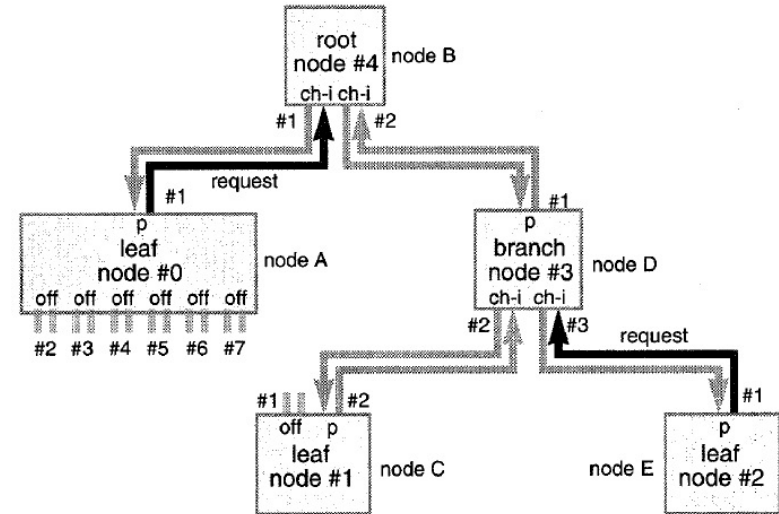 root
node #4
node B
ch-i ch-i
#1
#2
request
#1
#1
p
leaf
node #0
node A
off off off off off off
#2 #3 #4 #5 #6 #7
p
branch
node #3
node D
ch-i ch-i
#2
#3
request
#1
#2
#1
off p
leaf
node #1
node C
p
leaf
node #2
node E